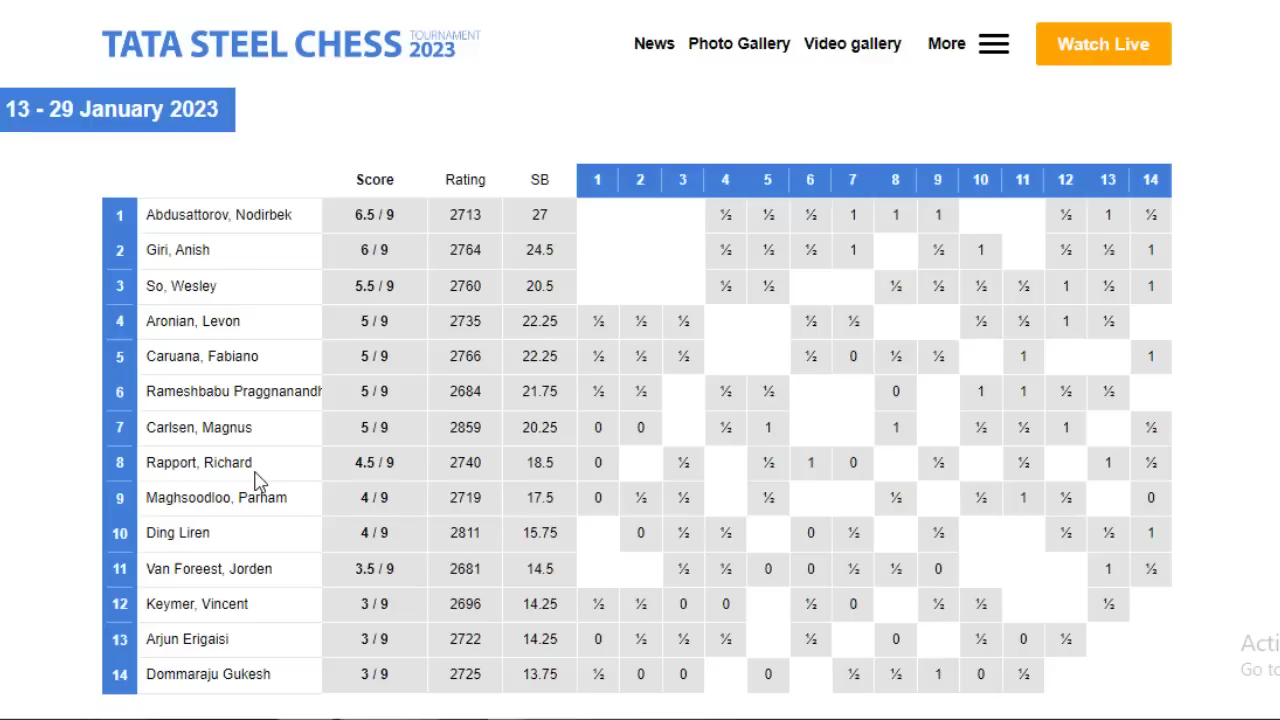 TATA STEEL CHESS TOURNAMENT 2023
News Photo Gallery Video gallery More Watch Live
13 - 29 January 2023
Score Rating SB 1 2 3 4 5 6 7 8 9 10 11 12 13 14
1 Abdusattorov, Nodirbek 6.5 / 9 2713 27 ½ ½ ½ 1 1 1 ½ 1 ½
2 Giri, Anish 6 / 9 2764 24.5 ½ ½ ½ 1 ½ 1 ½ ½ 1
3 So, Wesley 5.5 / 9 2760 20.5 ½ ½ ½ ½ ½ ½ 1 ½ 1
4 Aronian, Levon 5 / 9 2735 22.25 ½ ½ ½ ½ ½ ½ ½ 1 ½
5 Caruana, Fabiano 5 / 9 2766 22.25 ½ ½ ½ ½ 0 ½ ½ 1 1
6 Rameshbabu Praggnanandh 5 / 9 2684 21.75 ½ ½ ½ ½ 0 1 1 ½ ½
7 Carlsen, Magnus 5 / 9 2859 20.25 0 0 ½ 1 1 ½ ½ 1 ½
8 Rapport, Richard 4.5 / 9 2740 18.5 0 ½ ½ 1 0 ½ ½ 1 ½
9 Maghsoodloo, Parham 4 / 9 2719 17.5 0 ½ ½ ½ ½ ½ 1 ½ 0
10 Ding Liren 4 / 9 2811 15.75 0 ½ ½ 0 ½ ½ ½ ½ 1
11 Van Foreest, Jorden 3.5 / 9 2681 14.5 ½ ½ 0 0 ½ ½ 0 1 ½
12 Keymer, Vincent 3 / 9 2696 14.25 ½ ½ 0 0 ½ 0 ½ ½ ½
13 Arjun Erigaisi 3 / 9 2722 14.25 0 ½ ½ ½ ½ 0 ½ 0 ½
14 Dommaraju Gukesh 3 / 9 2725 13.75 ½ 0 0 0 ½ ½ 1 0 ½
Acti
Go to